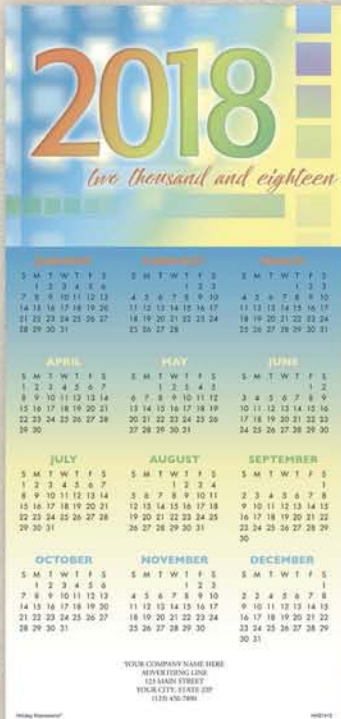 2018
two thousand and eighteen
JANUARY FEBRUARY MARCH
S M T W T F S S M T W T F S S M T W T F S
1 2 3 4 5 6 1 2 3 1 2 3
7 8 9 10 11 12 13 4 5 6 7 8 9 10 4 5 6 7 8 9 10
14 15 16 17 18 19 20 11 12 13 14 15 16 17 11 12 13 14 15 16 17
21 22 23 24 25 26 27 18 19 20 21 22 23 24 18 19 20 21 22 23 24
28 29 30 31 25 26 27 28 25 26 27 28 29 30 31
APRIL MAY JUNE
S M T W T F S S M T W T F S S M T W T F S
1 2 3 4 5 6 7 1 2 3 4 5 1 2
8 9 10 11 12 13 14 6 7 8 9 10 11 12 3 4 5 6 7 8 9
15 16 17 18 19 20 21 13 14 15 16 17 18 19 10 11 12 13 14 15 16
22 23 24 25 26 27 28 20 21 22 23 24 25 26 17 18 19 20 21 22 23
29 30 27 28 29 30 31 24 25 26 27 28 29 30
JULY AUGUST SEPTEMBER
S M T W T F S S M T W T F S S M T W T F S
1 2 3 4 5 6 7 1 2 3 4 1
8 9 10 11 12 13 14 5 6 7 8 9 10 11 2 3 4 5 6 7 8
15 16 17 18 19 20 21 12 13 14 15 16 17 18 9 10 11 12 13 14 15
22 23 24 25 26 27 28 19 20 21 22 23 24 25 16 17 18 19 20 21 22
29 30 31 26 27 28 29 30 31 23 24 25 26 27 28 29
30
OCTOBER NOVEMBER DECEMBER
S M T W T F S S M T W T F S S M T W T F S
1 2 3 4 5 6 1 2 3 1
7 8 9 10 11 12 13 4 5 6 7 8 9 10 2 3 4 5 6 7 8
14 15 16 17 18 19 20 11 12 13 14 15 16 17 9 10 11 12 13 14 15
21 22 23 24 25 26 27 18 19 20 21 22 23 24 16 17 18 19 20 21 22
28 29 30 31 25 26 27 28 29 30 23 24 25 26 27 28 29
30 31
YOUR COMPANY NAME HERE
ADVERTISING LINE
123 MAIN STREET
YOUR CITY, STATE ZIP
(123) 456-7890